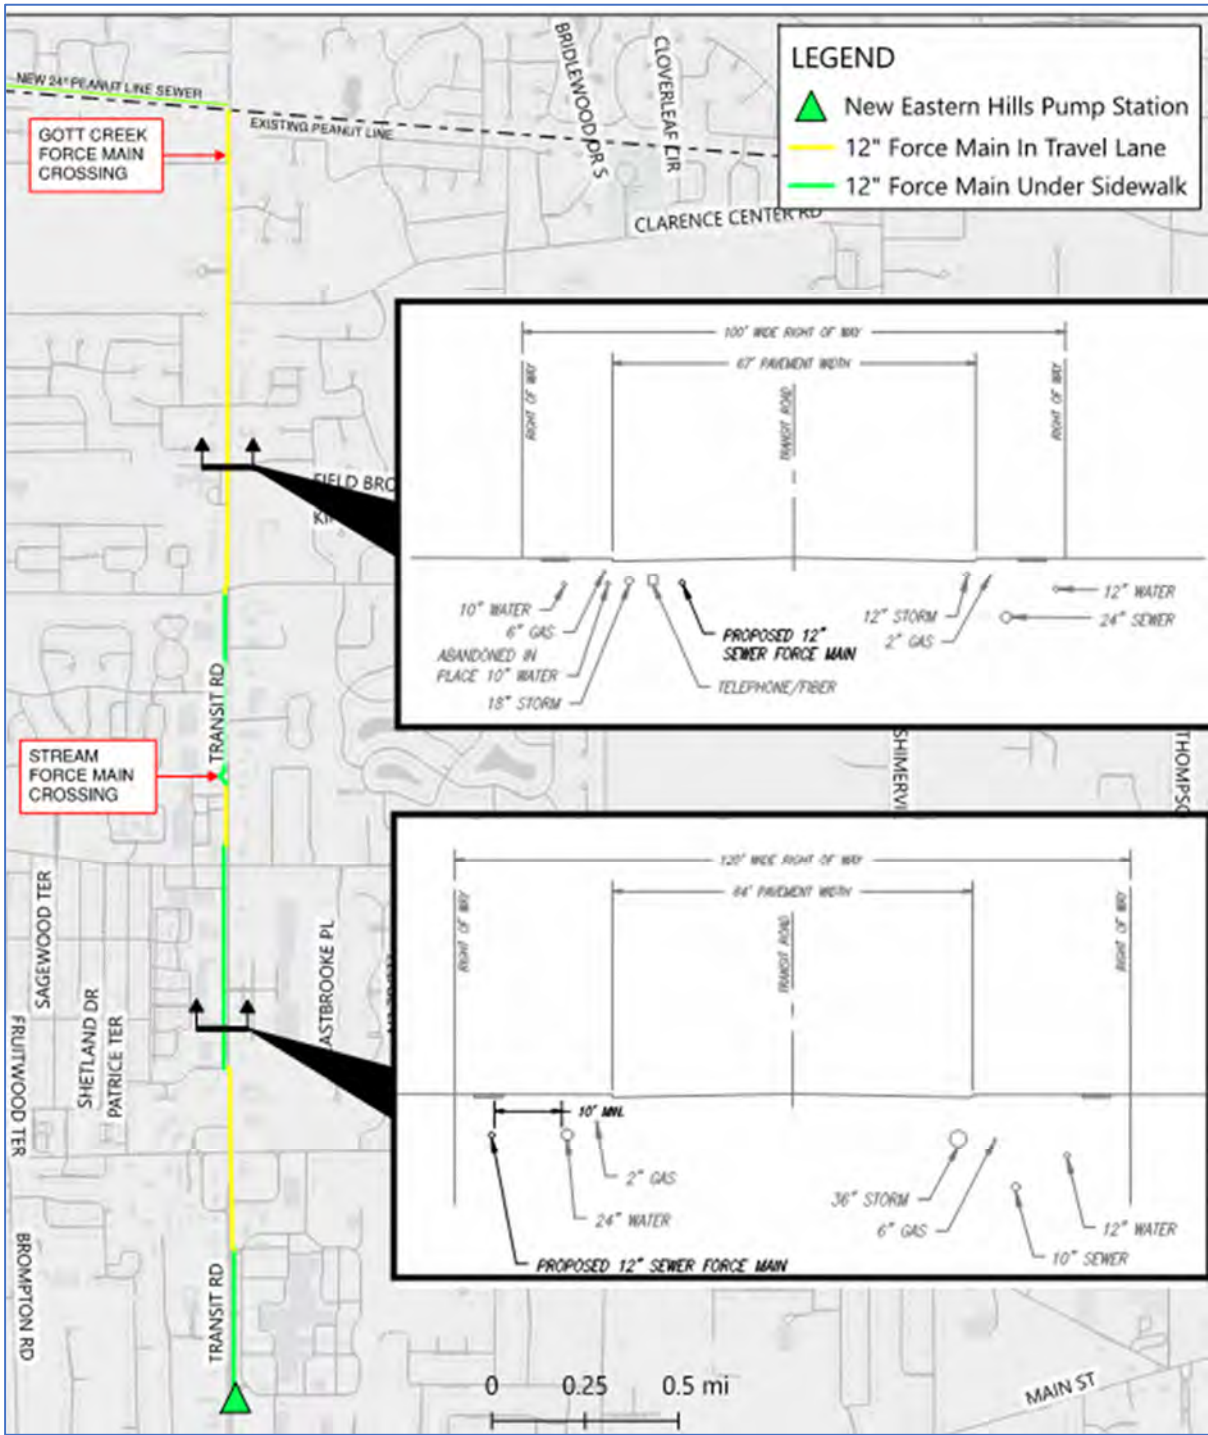 LEGEND
New Eastern Hills Pump Station
12" Force Main In Travel Lane
12" Force Main Under Sidewalk
NEW 24" PEANUT LINE SEWER
EXISTING PEANUT LINE
GOTT CREEK
FORCE MAIN
CROSSING
BRIDLEWOOD DR S
CLOVERLEAF CIR
CLARENCE CENTER RD
100' WIDE RIGHT OF WAY
67' PAVEMENT WIDTH
RIGHT OF WAY
TRANSIT ROAD
RIGHT OF WAY
FIELD BRO
10" WATER
6" GAS
ABANDONED IN
PLACE 10" WATER
18" STORM
PROPOSED 12"
SEWER FORCE MAIN
TELEPHONE/FIBER
12" STORM
2" GAS
12" WATER
24" SEWER
TRANSIT RD
STREAM
FORCE MAIN
CROSSING
SHIMERVI
THOMPSO
120' WIDE RIGHT OF WAY
64' PAVEMENT WIDTH
RIGHT OF WAY
TRANSIT ROAD
RIGHT OF WAY
SAGEWOOD TER
SHETLAND DR
PATRICE TER
FRUITWOOD TER
ASTBROOKE PL
10' MIN.
2" GAS
24" WATER
PROPOSED 12" SEWER FORCE MAIN
36" STORM
6" GAS
12" WATER
10" SEWER
BROMPTON RD
TRANSIT RD
0 0.25 0.5 mi
MAIN ST